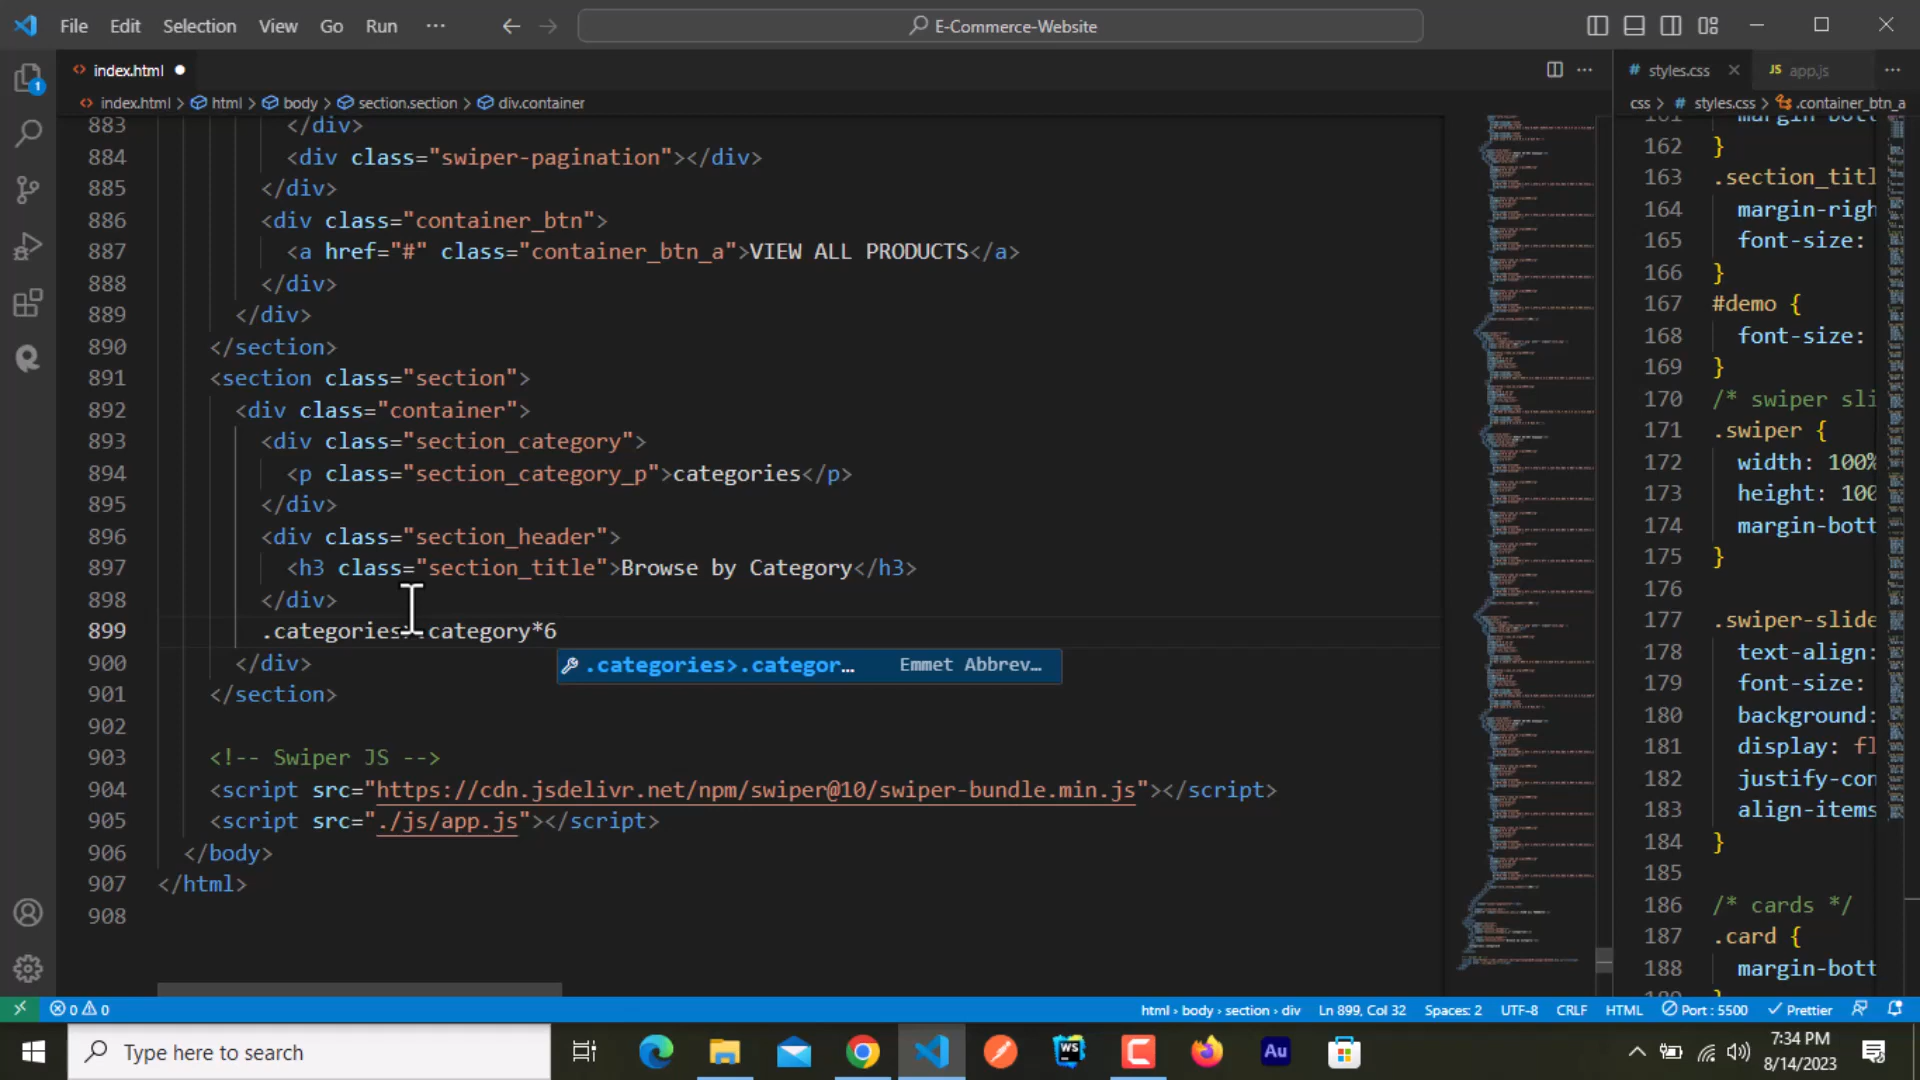 File Edit Selection View Go Run ··· E-Commerce-Website
index.html
index.html > html > body > section.section > div.container
883 </div>
884 <div class="swiper-pagination"></div>
885 </div>
886 <div class="container_btn">
887 <a href="#" class="container_btn_a">VIEW ALL PRODUCTS</a>
888 </div>
889 </div>
890 </section>
891 <section class="section">
892 <div class="container">
893 <div class="section_category">
894 <p class="section_category_p">categories</p>
895 </div>
896 <div class="section_header">
897 <h3 class="section_title">Browse by Category</h3>
898 </div>
899 .categories>.category*6
.categories>.categor… Emmet Abbrev…
900 </div>
901 </section>
902
903 <!-- Swiper JS -->
904 <script src="https://cdn.jsdelivr.net/npm/swiper@10/swiper-bundle.min.js"></script>
905 <script src="./js/app.js"></script>
906 </body>
907 </html>
908
styles.css app.js
css > styles.css > .container_btn_a
161 margin-bott
162 }
163 .section_titl
164 margin-righ
165 font-size:
166 }
167 #demo {
168 font-size:
169 }
170 /* swiper sli
171 .swiper {
172 width: 100%
173 height: 100
174 margin-bott
175 }
176
177 .swiper-slide
178 text-align:
179 font-size:
180 background:
181 display: fl
182 justify-con
183 align-items
184 }
185
186 /* cards */
187 .card {
188 margin-bott
1
0 0 html > body > section > div Ln 899, Col 32 Spaces: 2 UTF-8 CRLF HTML Port : 5500 Prettier
Type here to search
WS
Au
7:34 PM
8/14/2023